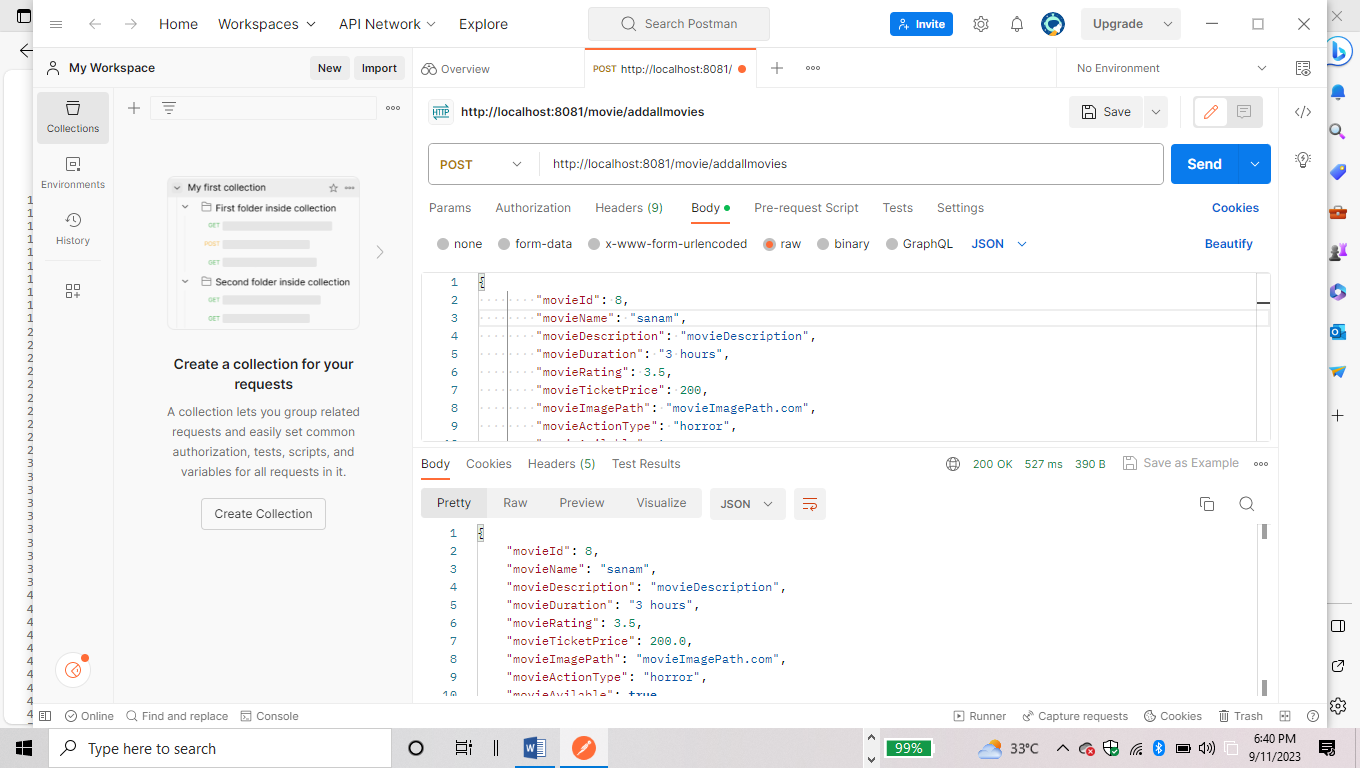 Home Workspaces API Network Explore Search Postman Invite Upgrade
My Workspace New Import Overview POST http://localhost:8081/ No Environment
Collections
Environments
History
My first collection
First folder inside collection
GET
POST
GET
Second folder inside collection
GET
GET
Create a collection for your
requests
A collection lets you group related
requests and easily set common
authorization, tests, scripts, and
variables for all requests in it.
Create Collection
HTTP http://localhost:8081/movie/addallmovies Save
POST http://localhost:8081/movie/addallmovies Send
Params Authorization Headers (9) Body Pre-request Script Tests Settings Cookies
none form-data x-www-form-urlencoded raw binary GraphQL JSON Beautify
1 {
2 "movieId": 8,
3 "movieName": "sanam",
4 "movieDescription": "movieDescription",
5 "movieDuration": "3 hours",
6 "movieRating": 3.5,
7 "movieTicketPrice": 200,
8 "movieImagePath": "movieImagePath.com",
9 "movieActionType": "horror",
Body Cookies Headers (5) Test Results 200 OK 527 ms 390 B Save as Example
Pretty Raw Preview Visualize JSON
1 {
2 "movieId": 8,
3 "movieName": "sanam",
4 "movieDescription": "movieDescription",
5 "movieDuration": "3 hours",
6 "movieRating": 3.5,
7 "movieTicketPrice": 200.0,
8 "movieImagePath": "movieImagePath.com",
9 "movieActionType": "horror",
10 "movieAvilable": true
Online Find and replace Console Runner Capture requests Cookies Trash
Type here to search 99% 33°C 6:40 PM
9/11/2023